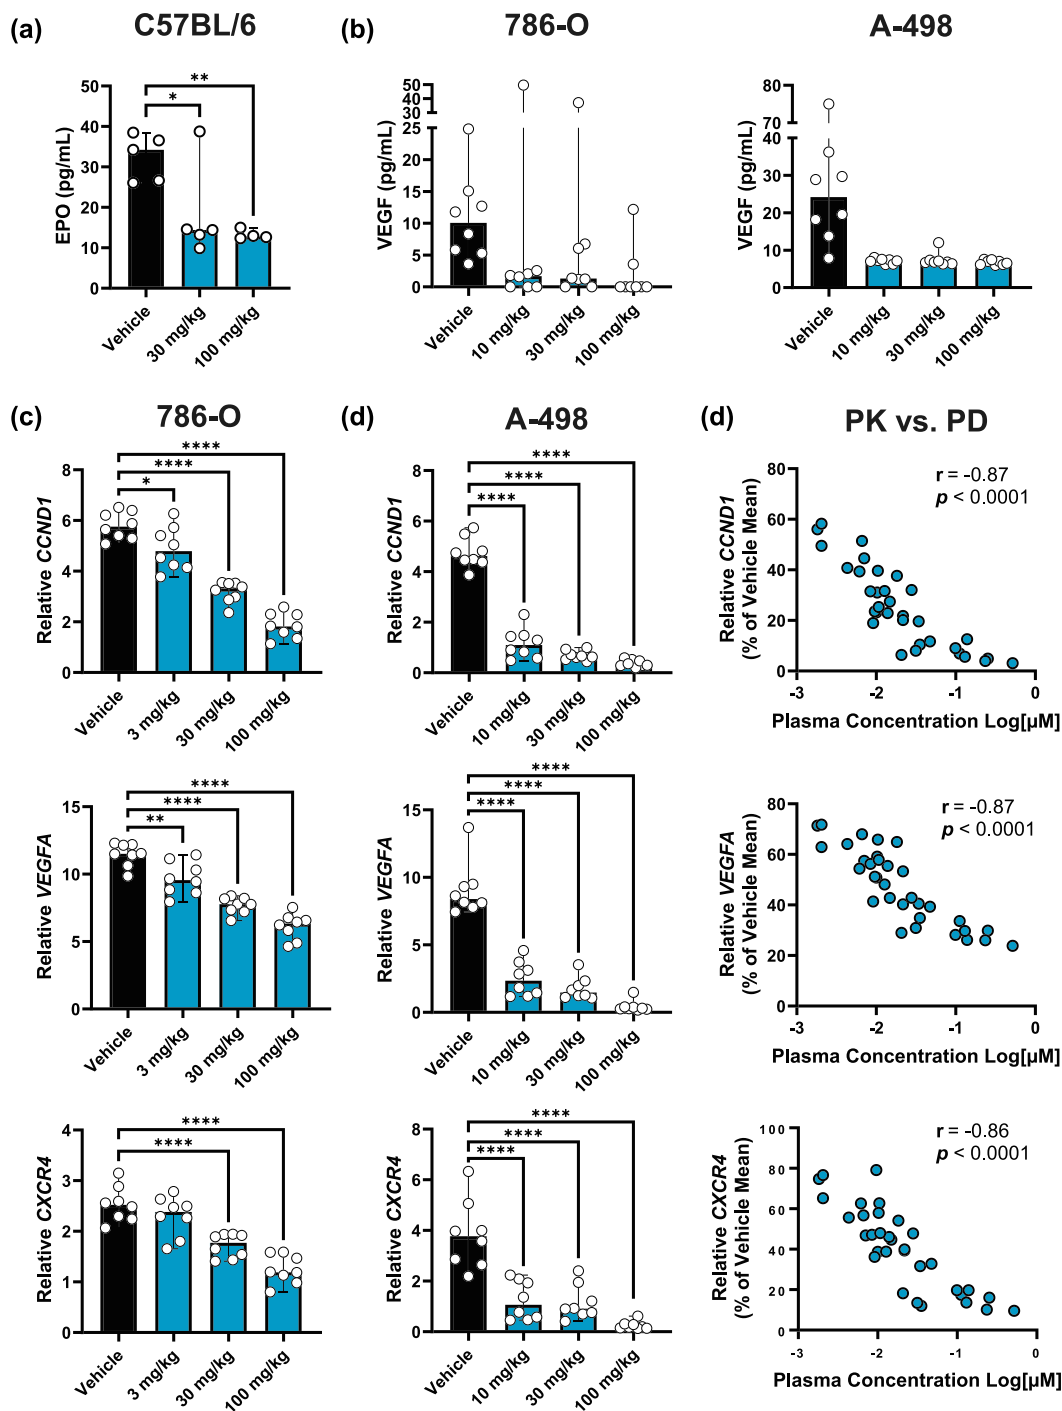 (a)
C57BL/6
EPO (pg/mL)
50
40
30
20
10
0
*
**
Vehicle
30 mg/kg
100 mg/kg
(b)
786-O
VEGF (pg/mL)
50
40
30
25
20
15
10
5
0
Vehicle
10 mg/kg
30 mg/kg
100 mg/kg
A-498
VEGF (pg/mL)
80
70
40
30
20
10
0
Vehicle
10 mg/kg
30 mg/kg
100 mg/kg
(c)
786-O
Relative CCND1
8
6
4
2
0
****
****
*
Vehicle
3 mg/kg
30 mg/kg
100 mg/kg
(d)
A-498
Relative CCND1
8
6
4
2
0
****
****
****
Vehicle
10 mg/kg
30 mg/kg
100 mg/kg
(d)
PK vs. PD
Relative CCND1
(% of Vehicle Mean)
80
60
40
20
0
r = -0.87
p < 0.0001
-3
-2
-1
0
Plasma Concentration Log[µM]
Relative VEGFA
15
10
5
0
****
****
**
Vehicle
3 mg/kg
30 mg/kg
100 mg/kg
Relative VEGFA
15
10
5
0
****
****
****
Vehicle
10 mg/kg
30 mg/kg
100 mg/kg
Relative VEGFA
(% of Vehicle Mean)
80
60
40
20
0
r = -0.87
p < 0.0001
-3
-2
-1
0
Plasma Concentration Log[µM]
Relative CXCR4
4
3
2
1
0
****
****
Vehicle
3 mg/kg
30 mg/kg
100 mg/kg
Relative CXCR4
8
6
4
2
0
****
****
****
Vehicle
10 mg/kg
30 mg/kg
100 mg/kg
Relative CXCR4
(% of Vehicle Mean)
100
80
60
40
20
0
r = -0.86
p < 0.0001
-3
-2
-1
0
Plasma Concentration Log[µM]